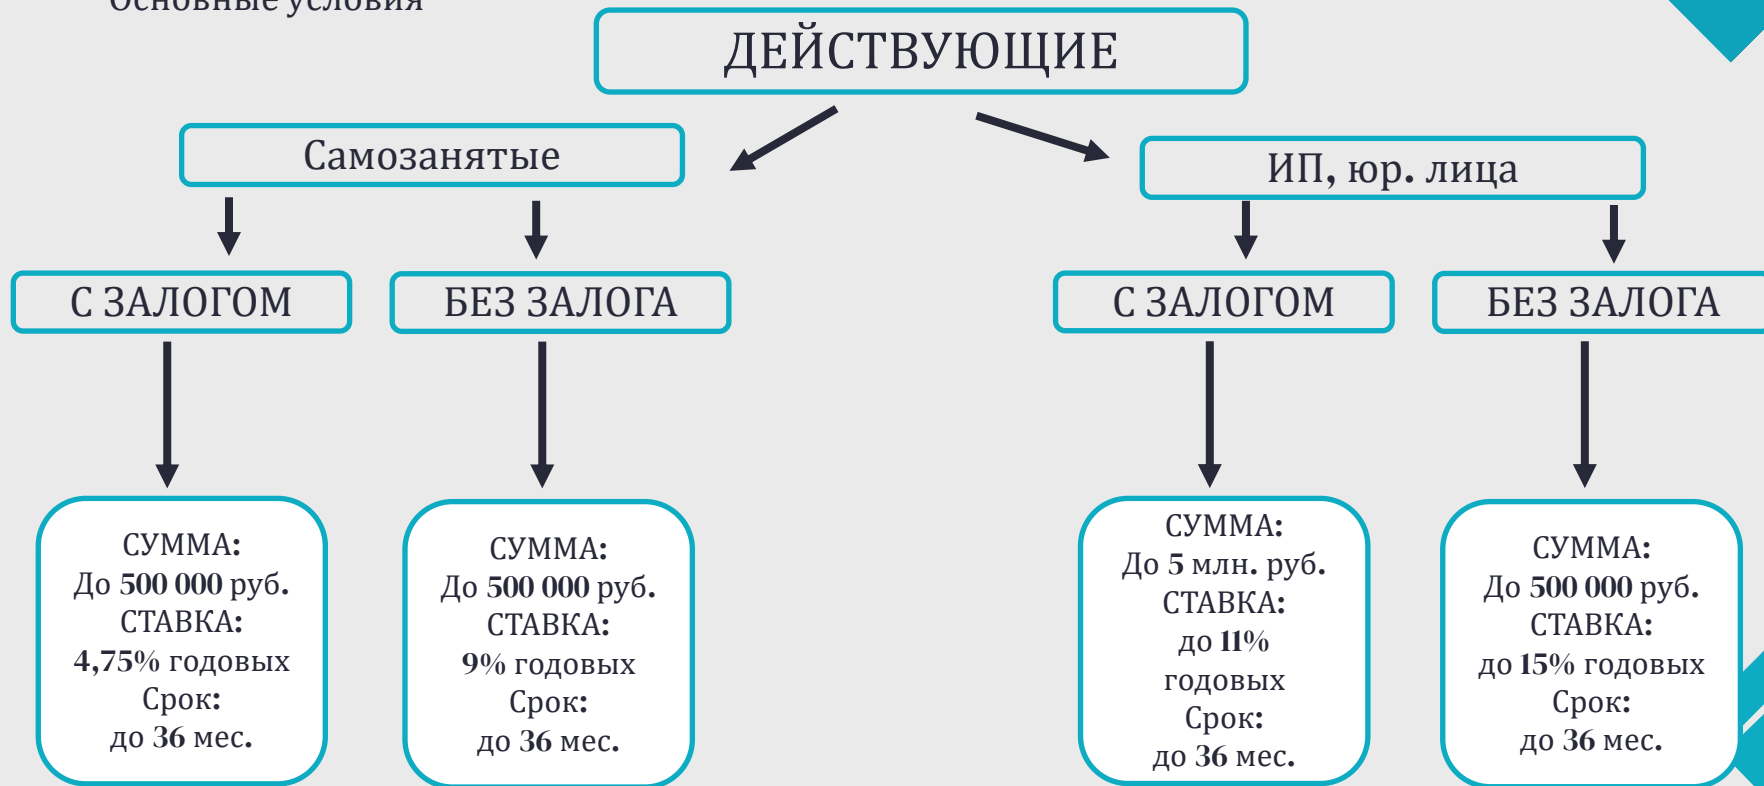 Основные условия
ДЕЙСТВУЮЩИЕ
Самозанятые
ИП, юр. лица
С ЗАЛОГОМ
БЕЗ ЗАЛОГА
С ЗАЛОГОМ
БЕЗ ЗАЛОГА
СУММА:
До 500 000 руб.
СТАВКА:
4,75% годовых
Срок:
до 36 мес.
СУММА:
До 500 000 руб.
СТАВКА:
9% годовых
Срок:
до 36 мес.
СУММА:
До 5 млн. руб.
СТАВКА:
до 11%
годовых
Срок:
до 36 мес.
СУММА:
До 500 000 руб.
СТАВКА:
до 15% годовых
Срок:
до 36 мес.